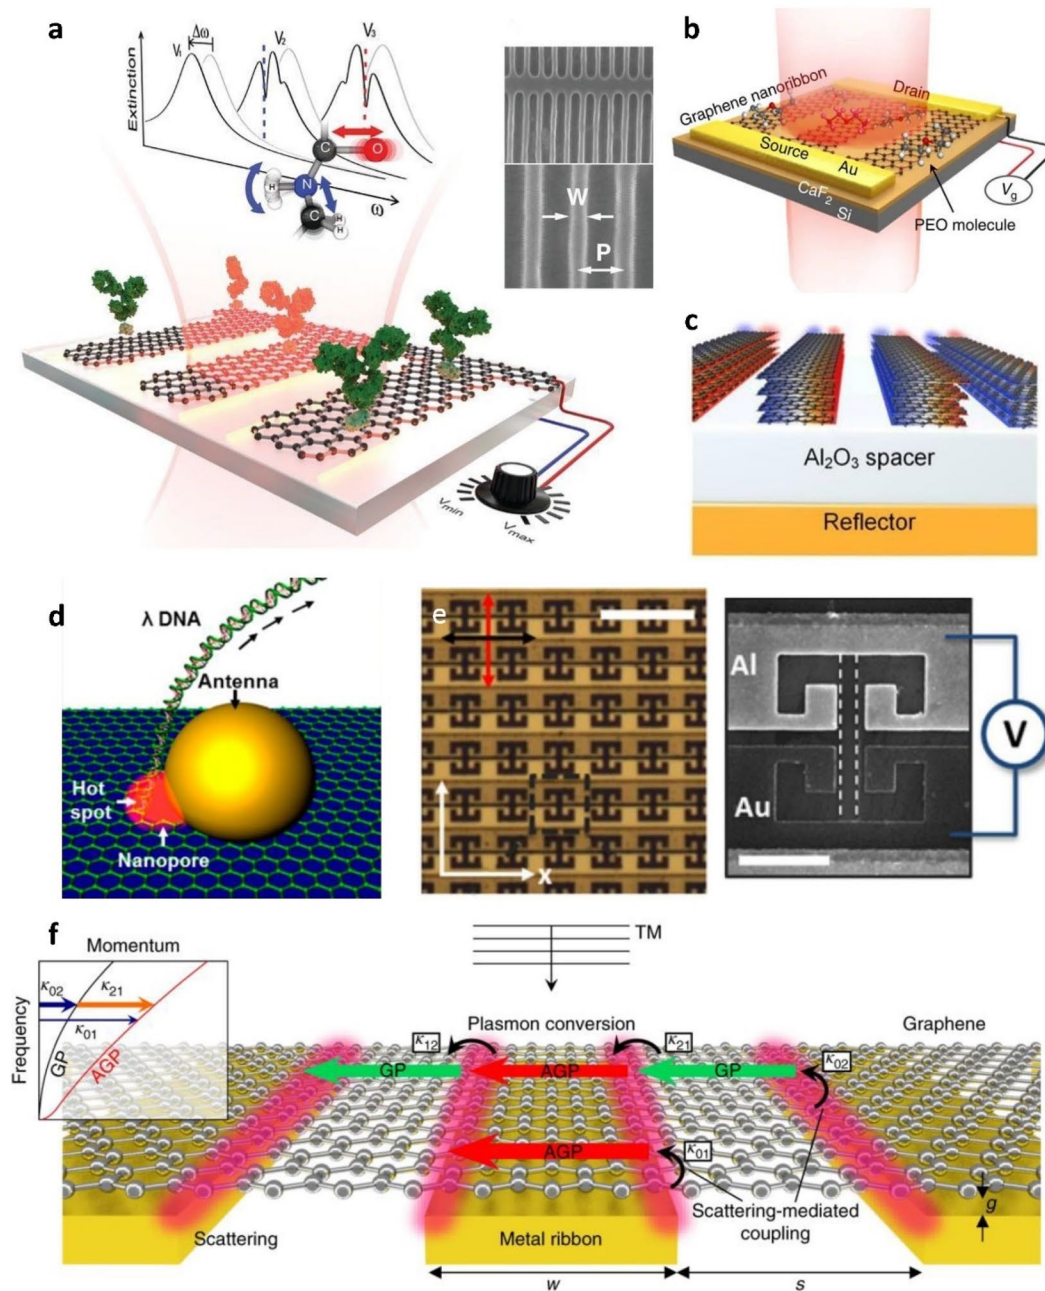 a
Extinction
V1
Δω
V2
V3
C
O
N
H
C
H
H
ω
W
P
Vmin
Vmax
b
Graphene nanoribbon
Drain
Source
Au
CaF2
Si
Vg
PEO molecule
c
Al2O3 spacer
Reflector
d
λ DNA
Antenna
Hot
spot
Nanopore
e
x
Al
Au
V
f
Momentum
Frequency
κ02
κ21
κ01
GP
AGP
TM
Plasmon conversion
Graphene
κ12
κ21
κ02
GP
AGP
GP
AGP
κ01
Scattering-mediated
coupling
g
Scattering
Metal ribbon
w
s